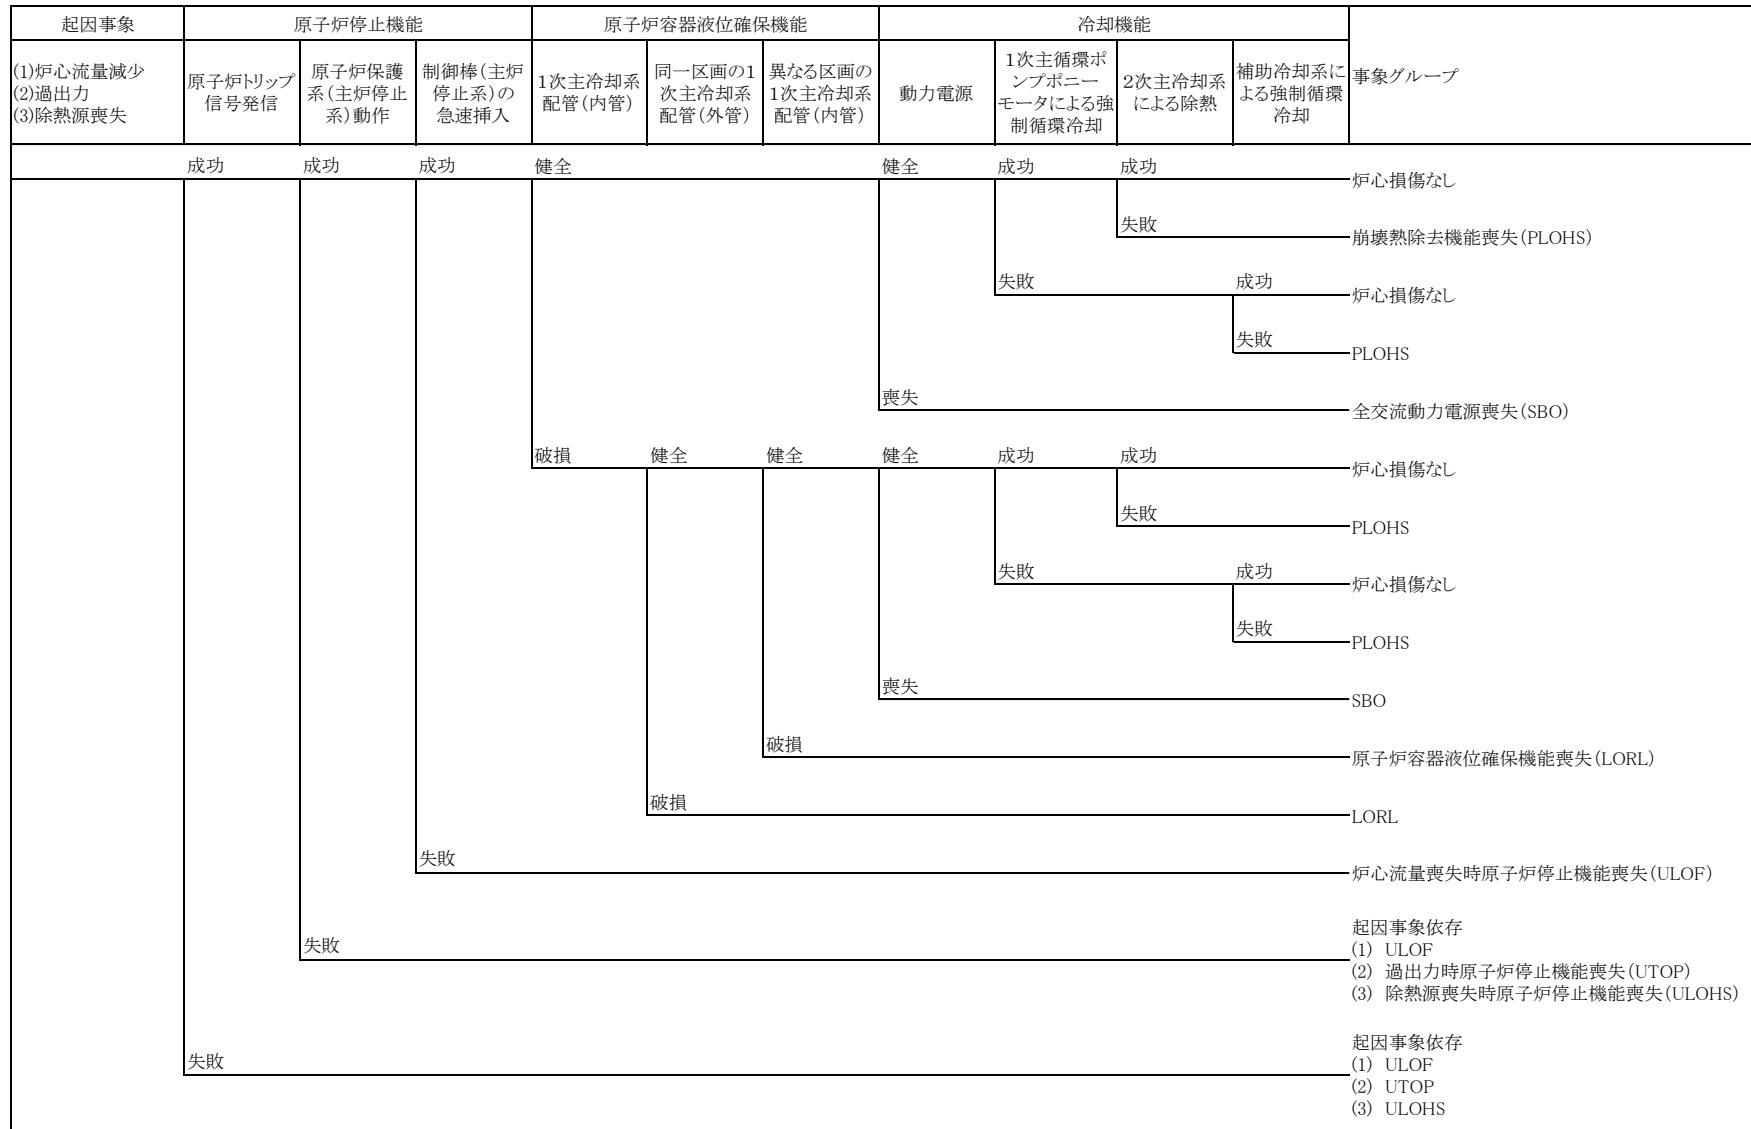 起因事象
原子炉停止機能
原子炉容器液位確保機能
冷却機能
事象グループ
(1)炉心流量減少
(2)過出力
(3)除熱源喪失
原子炉トリップ
信号発信
原子炉保護
系(主炉停止
系)動作
制御棒(主炉
停止系)の
急速挿入
1次主冷却系
配管(内管)
同一区画の1
次主冷却系
配管(外管)
異なる区画の
1次主冷却系
配管(内管)
動力電源
1次主循環ポ
ンプポニー
モータによる強
制循環冷却
2次主冷却系
による除熱
補助冷却系に
よる強制循環
冷却
成功
成功
成功
健全
健全
成功
成功
炉心損傷なし
失敗
崩壊熱除去機能喪失(PLOHS)
失敗
成功
炉心損傷なし
失敗
PLOHS
喪失
全交流動力電源喪失(SBO)
破損
健全
健全
健全
成功
成功
炉心損傷なし
失敗
PLOHS
失敗
成功
炉心損傷なし
失敗
PLOHS
喪失
SBO
破損
原子炉容器液位確保機能喪失(LORL)
破損
LORL
失敗
炉心流量喪失時原子炉停止機能喪失(ULOF)
失敗
起因事象依存
(1) ULOF
(2) 過出力時原子炉停止機能喪失(UTOP)
(3) 除熱源喪失時原子炉停止機能喪失(ULOHS)
失敗
起因事象依存
(1) ULOF
(2) UTOP
(3) ULOHS